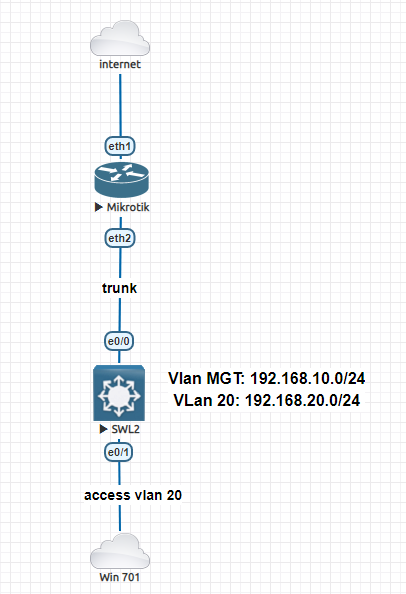 internet
eth1
Mikrotik
eth2
trunk
e0/0
Vlan MGT: 192.168.10.0/24
VLan 20: 192.168.20.0/24
SWL2
e0/1
access vlan 20
Win 701